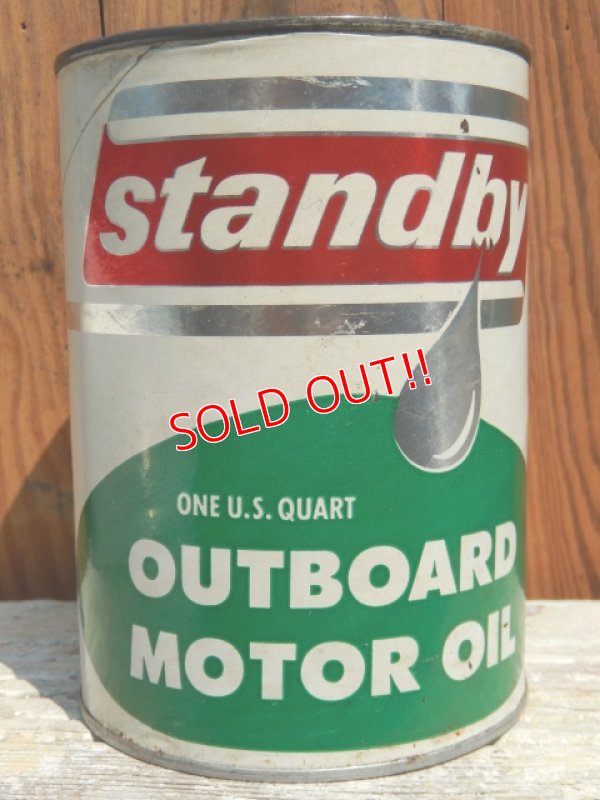 standby
SOLD OUT!!
ONE U.S. QUART
OUTBOARD
MOTOR OIL